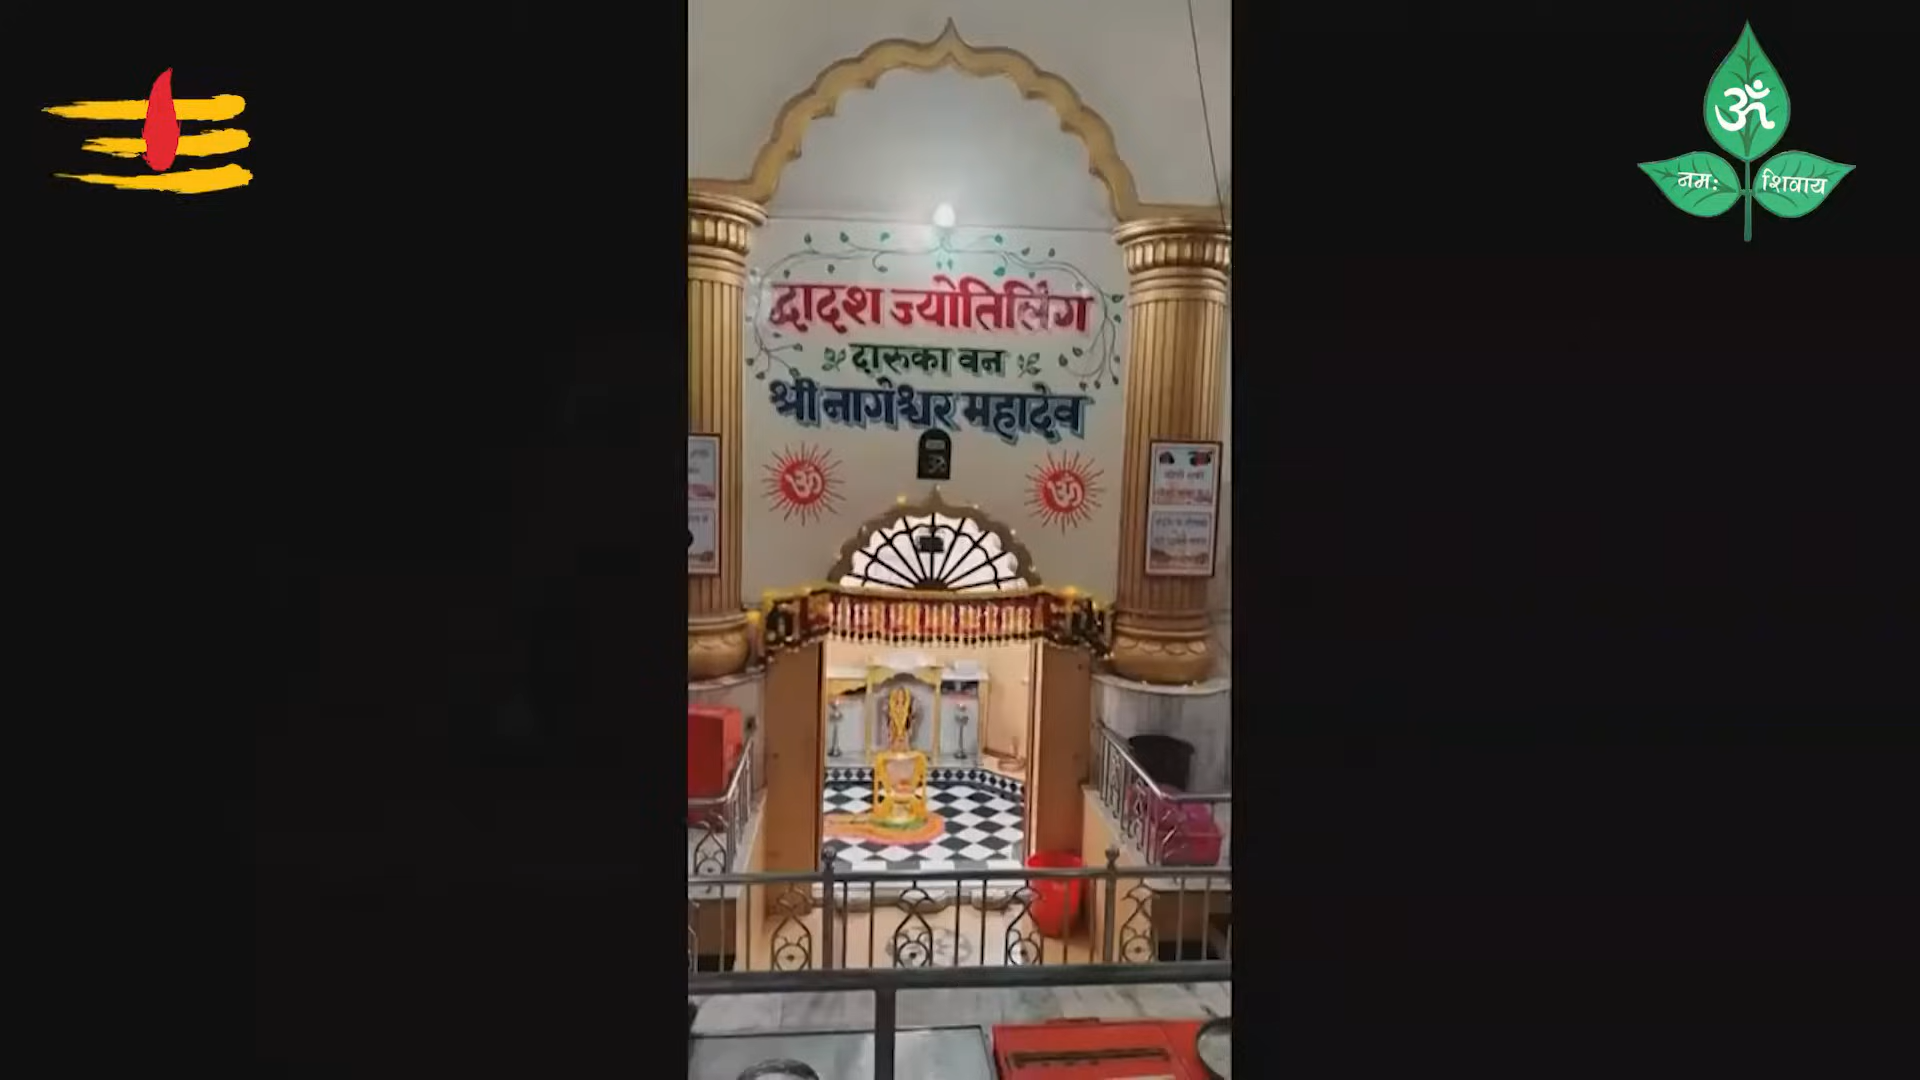 ॐ
नमः शिवाय
द्वादश ज्योतिर्लिंग
दारूका वन
श्री नागेश्वर महादेव
ॐ
ॐ ॐ